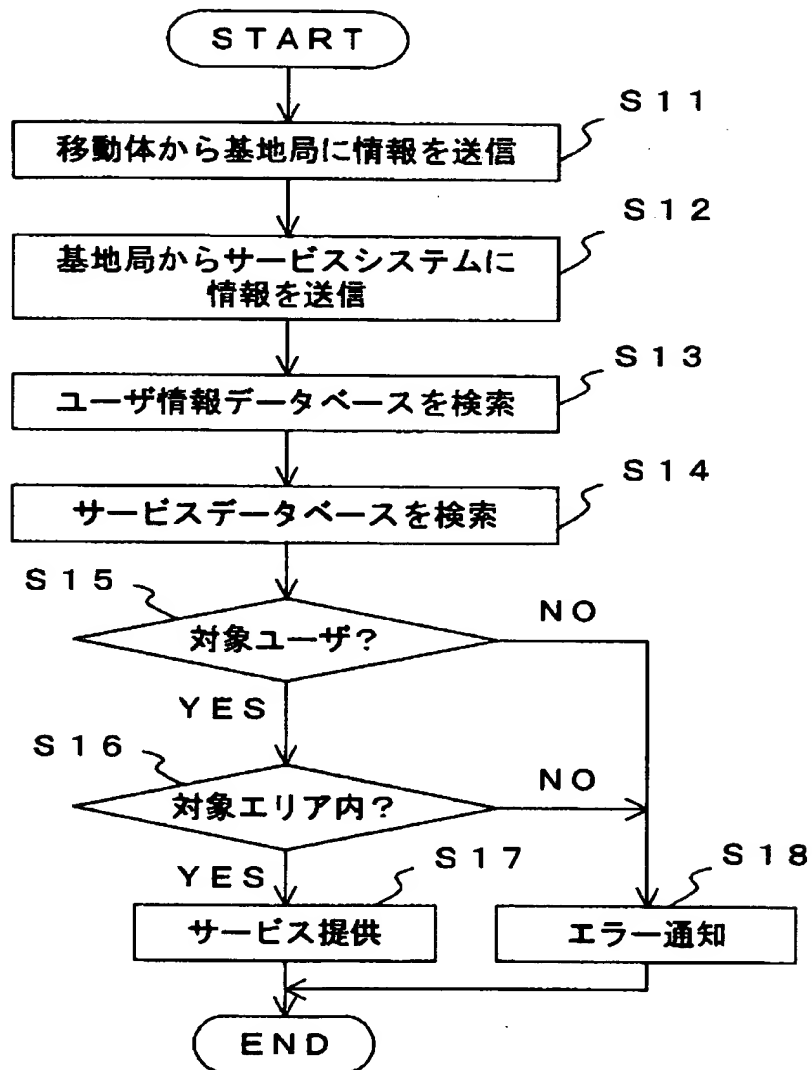 START
S11
移動体から基地局に情報を送信
S12
基地局からサービスシステムに
情報を送信
S13
ユーザ情報データベースを検索
S14
サービスデータベースを検索
S15
対象ユーザ?
NO
YES
S16
対象エリア内?
NO
YES
S17
サービス提供
S18
エラー通知
END